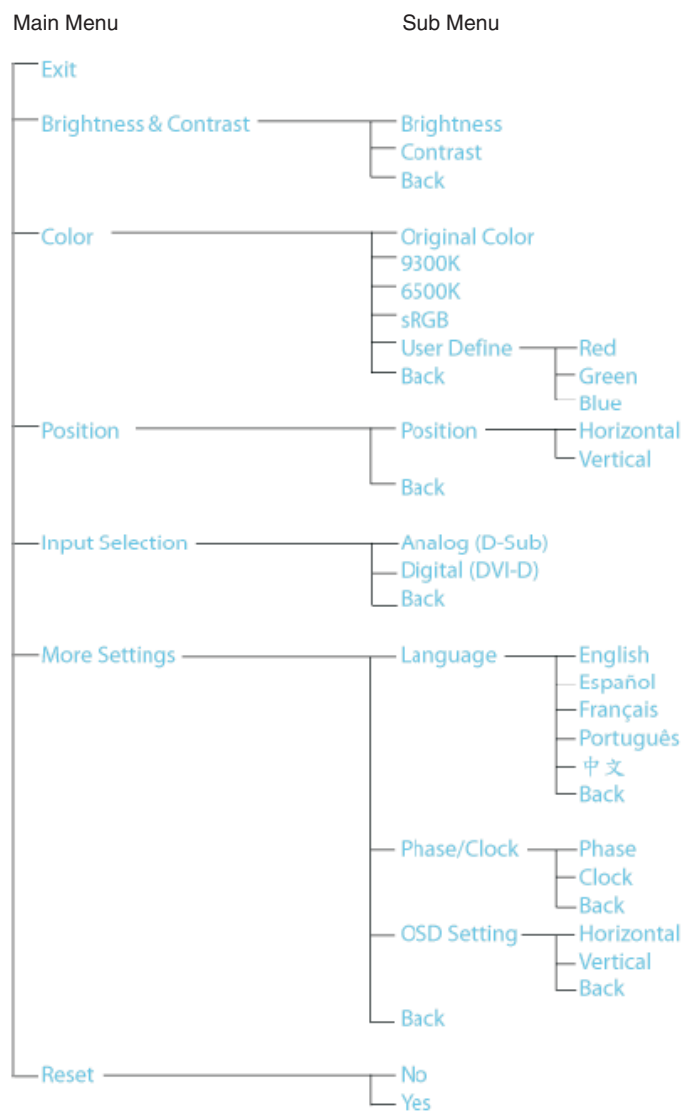 Main Menu Sub Menu
Exit
Brightness & Contrast Brightness
Contrast
Back
Color Original Color
9300K
6500K
sRGB
User Define Red
Back Green
Blue
Position Position Horizontal
Vertical
Back
Input Selection Analog (D-Sub)
Digital (DVI-D)
Back
More Settings Language English
Español
Français
Português
中文
Back
Phase/Clock Phase
Clock
Back
OSD Setting Horizontal
Vertical
Back
Back
Reset No
Yes